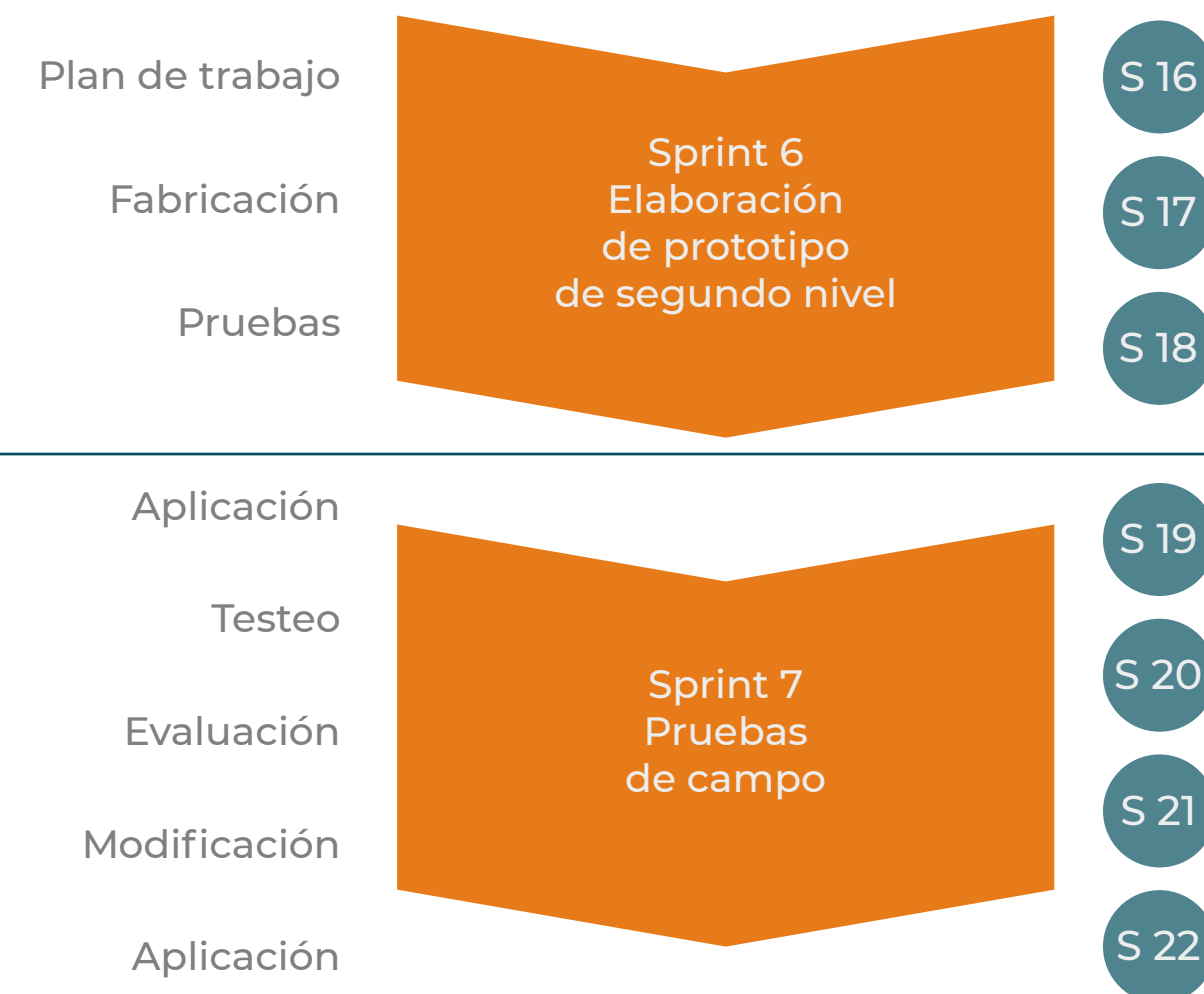 Plan de trabajo
Fabricación
Pruebas
Sprint 6
Elaboración
de prototipo
de segundo nivel
S 16
S 17
S 18
Aplicación
Testeo
Evaluación
Modificación
Aplicación
Sprint 7
Pruebas
de campo
S 19
S 20
S 21
S 22